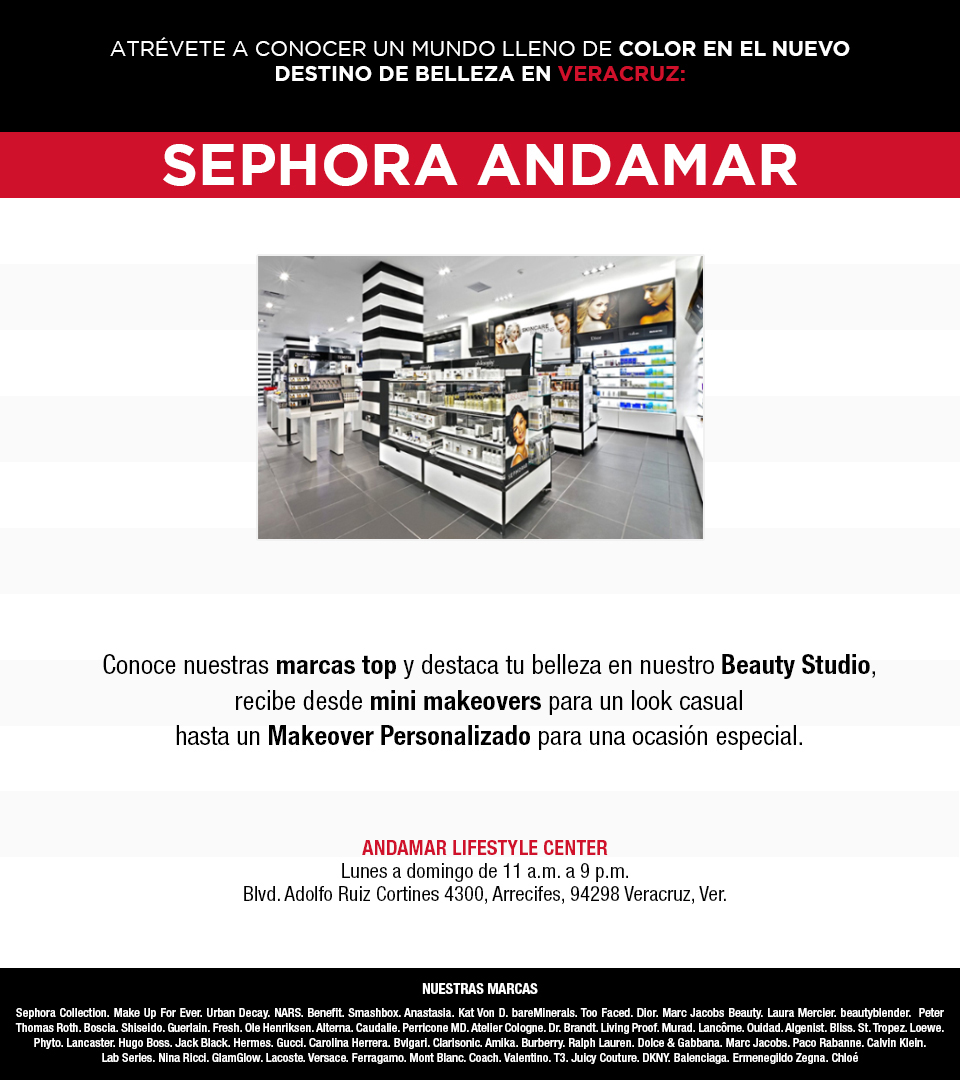 ATRÉVETE A CONOCER UN MUNDO LLENO DE COLOR EN EL NUEVO
DESTINO DE BELLEZA EN VERACRUZ:
SEPHORA ANDAMAR
SKINCARE
Conoce nuestras marcas top y destaca tu belleza en nuestro Beauty Studio,
recibe desde mini makeovers para un look casual
hasta un Makeover Personalizado para una ocasión especial.
ANDAMAR LIFESTYLE CENTER
Lunes a domingo de 11 a.m. a 9 p.m.
Blvd. Adolfo Ruiz Cortines 4300, Arrecifes, 94298 Veracruz, Ver.
NUESTRAS MARCAS
Sephora Collection. Make Up For Ever. Urban Decay. NARS. Benefit. Smashbox. Anastasia. Kat Von D. bareMinerals. Too Faced. Dior. Marc Jacobs Beauty. Laura Mercier. beautyblender. Peter
Thomas Roth. Boscia. Shiseido. Guerlain. Fresh. Ole Henriksen. Alterna. Caudalie. Perricone MD. Atelier Cologne. Dr. Brandt. Living Proof. Murad. Lancôme. Ouidad. Algenist. Bliss. St. Tropez. Loewe.
Phyto. Lancaster. Hugo Boss. Jack Black. Hermes. Gucci. Carolina Herrera. Bvlgari. Clarisonic. Amika. Burberry. Ralph Lauren. Dolce & Gabbana. Marc Jacobs. Paco Rabanne. Calvin Klein.
Lab Series. Nina Ricci. GlamGlow. Lacoste. Versace. Ferragamo. Mont Blanc. Coach. Valentino. T3. Juicy Couture. DKNY. Balenciaga. Ermenegildo Zegna. Chloé